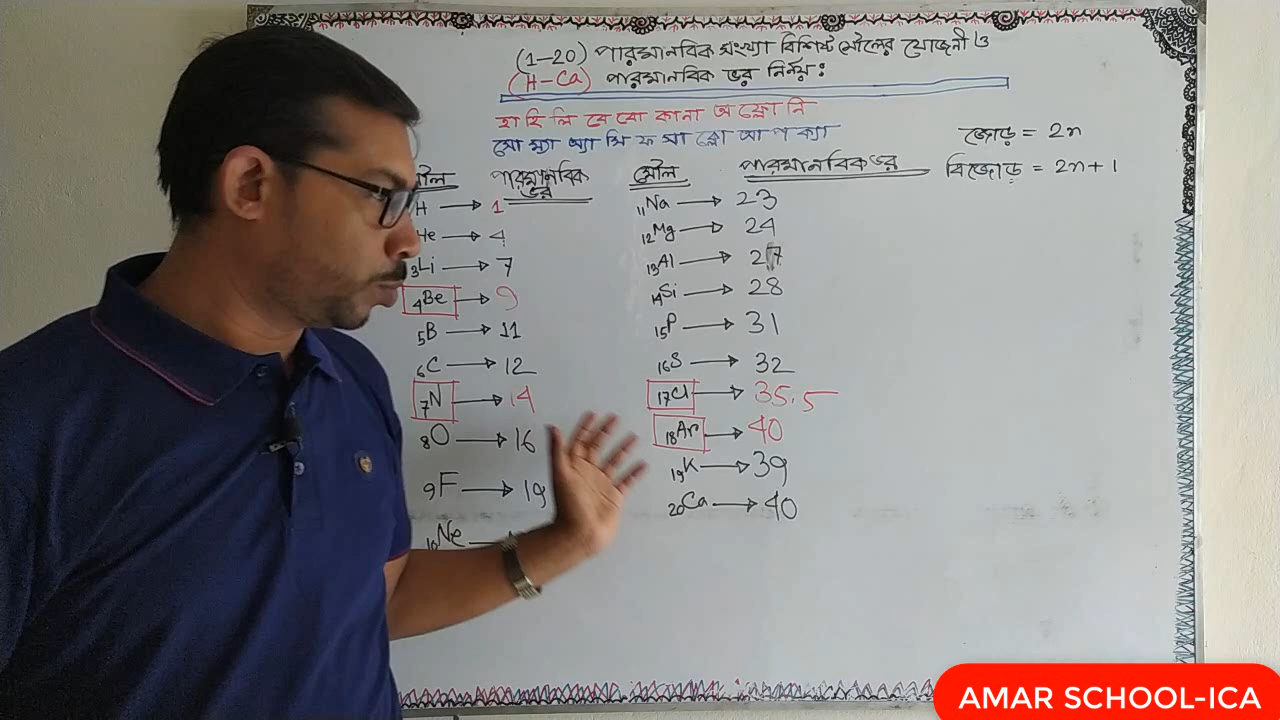 (1-20) পারমানবিক সংখ্যা বিশিষ্ট মৌলের যোজনী ও
(H-Ca) পারমানবিক ভর নির্নয়:
হা হি লি বে বো কানা অ ফ্লো নি
সো ম্যা অ্যা সি ফ সা ক্লো আ প ক্যা
জোড় = 2n
বিজোড় = 2n+1
মৌল পারমানবিক
ভর
H → 1
He → 4
3Li → 7
4Be → 9
5B → 11
6C → 12
7N → 14
8O → 16
9F → 19
10Ne →
মৌল পারমানবিক ভর
11Na → 23
12Mg → 24
13Al → 27
14Si → 28
15P → 31
16S → 32
17Cl → 35.5
18Ar → 40
19K → 39
20Ca → 40
AMAR SCHOOL-ICA